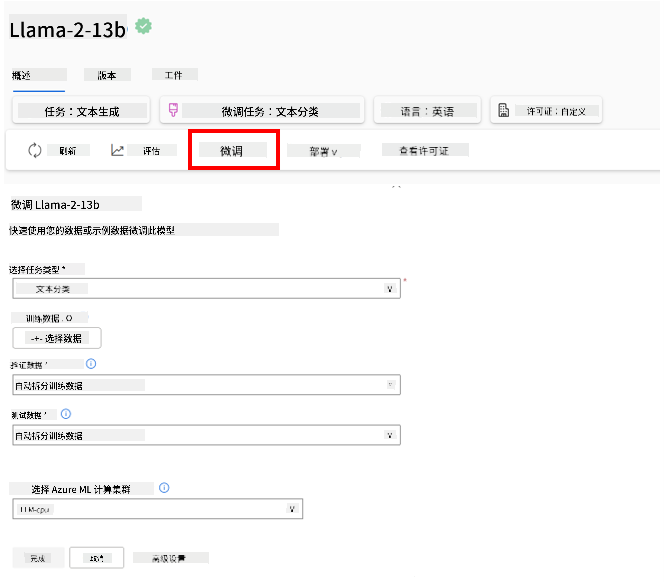 Llama-2-13b
概述 版本 工件
任务：文本生成 微调任务：文本分类 语言：英语 许可证：自定义
刷新 评估 微调 部署 v 查看许可证
微调 Llama-2-13b
快速使用您的数据或示例数据微调此模型
选择任务类型 *
文本分类
训练数据
选择数据
验证数据 *
自动拆分训练数据
测试数据 *
自动拆分训练数据
选择 Azure ML 计算集群
完成 取消 高级设置